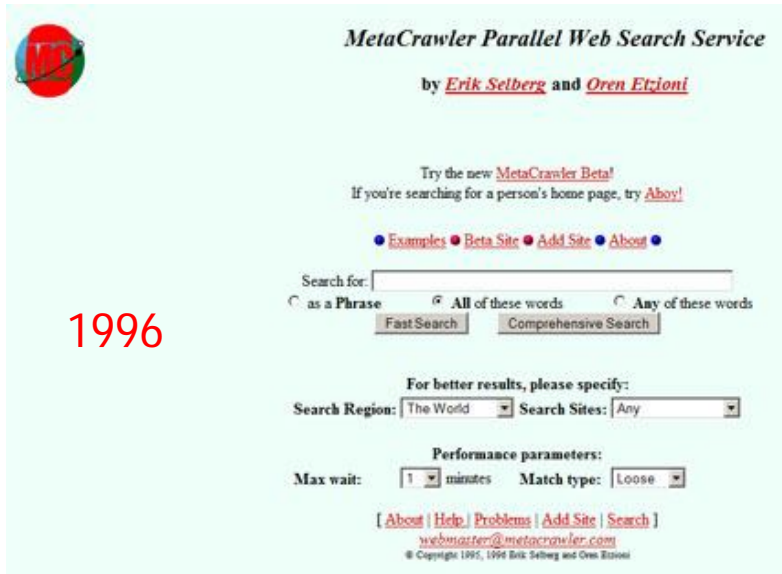 MC
MetaCrawler Parallel Web Search Service
by Erik Selberg and Oren Etzioni
Try the new MetaCrawler Beta!
If you're searching for a person's home page, try Ahoy!
Examples Beta Site Add Site About
Search for:
as a Phrase All of these words Any of these words
Fast Search Comprehensive Search
1996
For better results, please specify:
Search Region: The World Search Sites: Any
Performance parameters:
Max wait: 1 minutes Match type: Loose
[ About | Help | Problems | Add Site | Search ]
webmaster@metacrawler.com
© Copyright 1995, 1996 Erik Selberg and Oren Etzioni